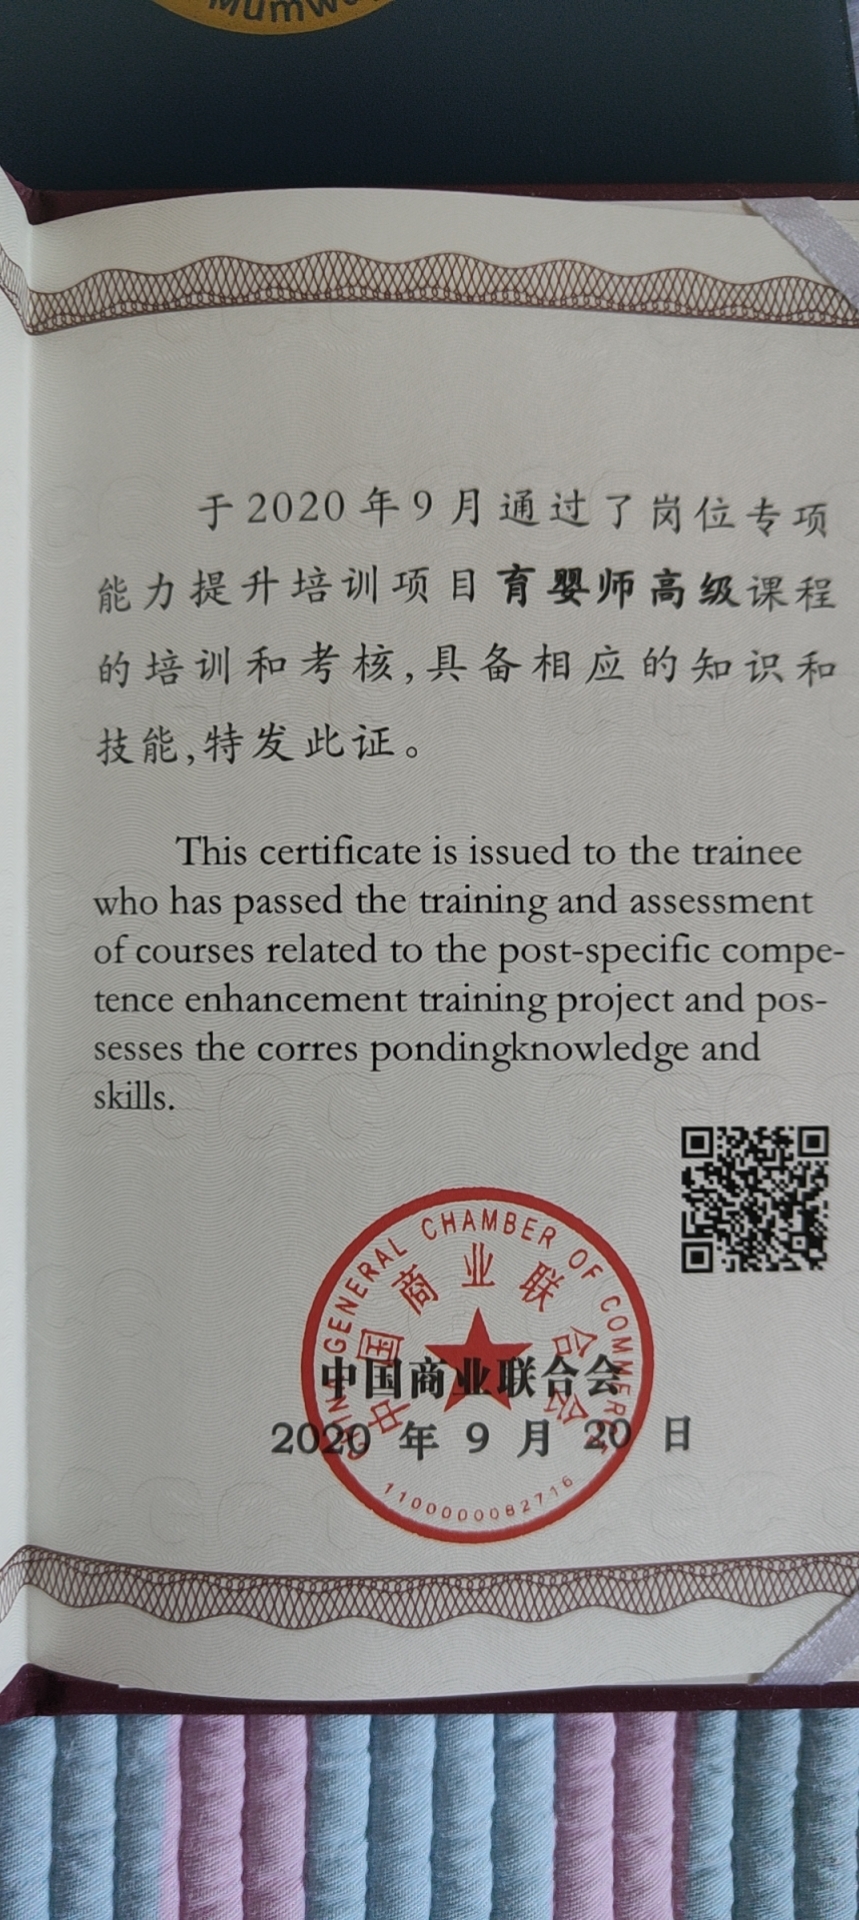 于2020年9月通过了岗位专项
能力提升培训项目育婴师高级课程
的培训和考核,具备相应的知识和
技能,特发此证。
This certificate is issued to the trainee
who has passed the training and assessment
of courses related to the post-specific compe-
tence enhancement training project and pos-
sesses the corres pondingknowledge and
skills.
CHINA GENERAL CHAMBER OF COMMERCE
中国商业联合会
中国商业联合会
2020 年 9 月 20 日
1100000082716